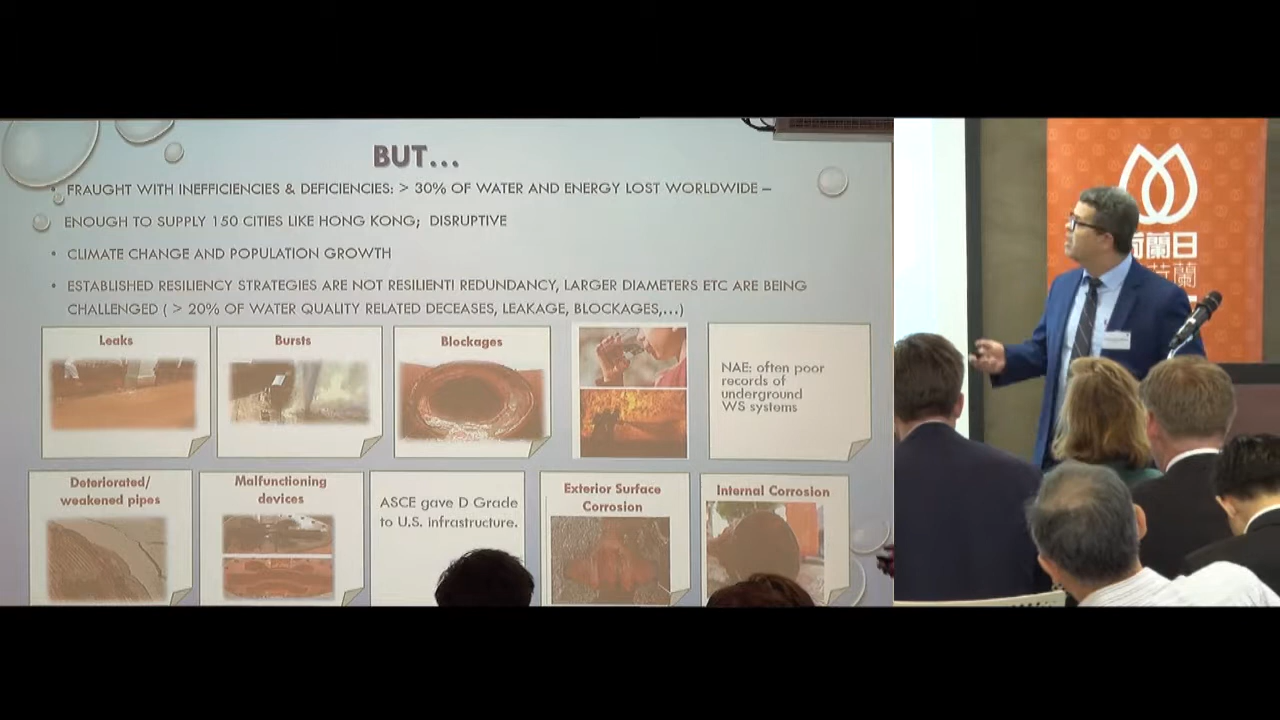 BUT...
• FRAUGHT WITH INEFFICIENCIES & DEFICIENCIES: > 30% OF WATER AND ENERGY LOST WORLDWIDE –
ENOUGH TO SUPPLY 150 CITIES LIKE HONG KONG; DISRUPTIVE
• CLIMATE CHANGE AND POPULATION GROWTH
• ESTABLISHED RESILIENCY STRATEGIES ARE NOT RESILIENT! REDUNDANCY, LARGER DIAMETERS ETC ARE BEING
CHALLENGED ( > 20% OF WATER QUALITY RELATED DECEASES, LEAKAGE, BLOCKAGES,...)
Leaks
Bursts
Blockages
NAE: often poor
records of
underground
WS systems
Deteriorated/
weakened pipes
Malfunctioning
devices
ASCE gave D Grade
to U.S. infrastructure.
Exterior Surface
Corrosion
Internal Corrosion
蘭日
蘭